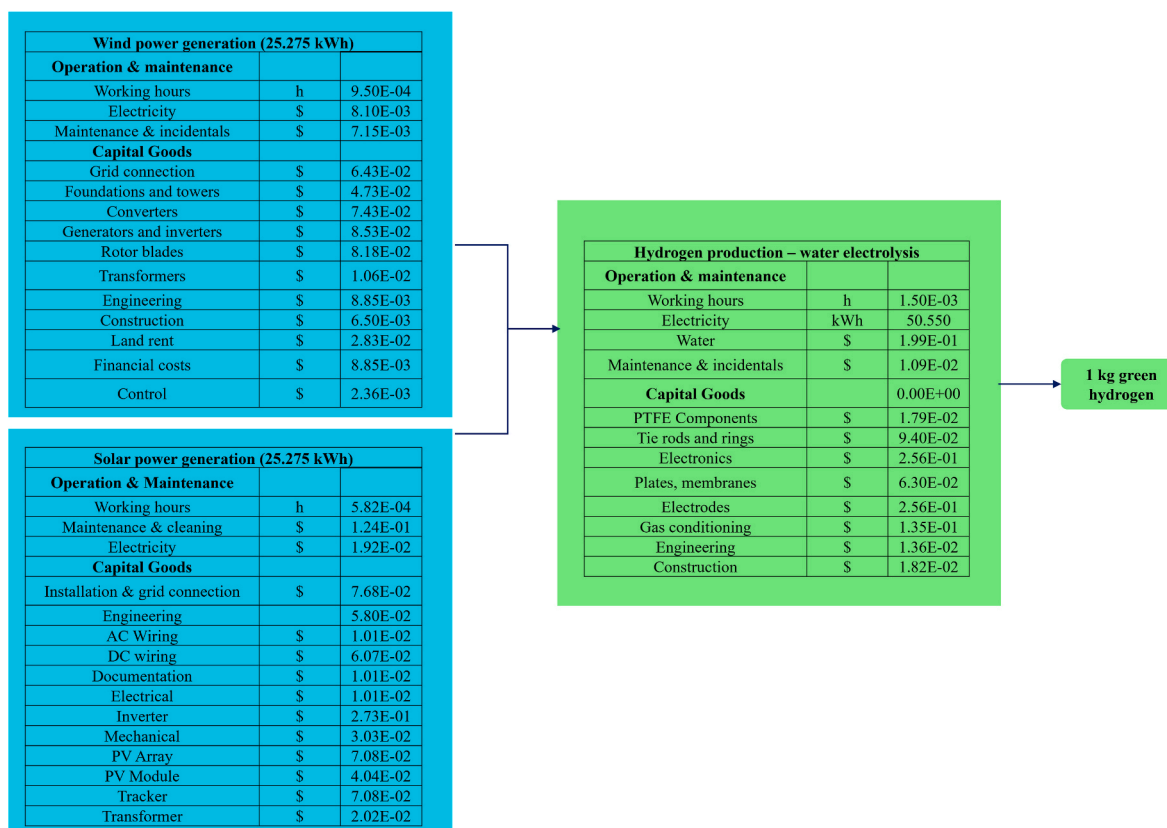 Wind power generation (25.275 kWh)
Operation & maintenance
Working hours h 9.50E-04
Electricity $ 8.10E-03
Maintenance & incidentals $ 7.15E-03
Capital Goods
Grid connection $ 6.43E-02
Foundations and towers $ 4.73E-02
Converters $ 7.43E-02
Generators and inverters $ 8.53E-02
Rotor blades $ 8.18E-02
Transformers $ 1.06E-02
Engineering $ 8.85E-03
Construction $ 6.50E-03
Land rent $ 2.83E-02
Financial costs $ 8.85E-03
Control $ 2.36E-03
Solar power generation (25.275 kWh)
Operation & Maintenance
Working hours h 5.82E-04
Maintenance & cleaning $ 1.24E-01
Electricity $ 1.92E-02
Capital Goods
Installation & grid connection $ 7.68E-02
Engineering 5.80E-02
AC Wiring $ 1.01E-02
DC wiring $ 6.07E-02
Documentation $ 1.01E-02
Electrical $ 1.01E-02
Inverter $ 2.73E-01
Mechanical $ 3.03E-02
PV Array $ 7.08E-02
PV Module $ 4.04E-02
Tracker $ 7.08E-02
Transformer $ 2.02E-02
Hydrogen production – water electrolysis
Operation & maintenance
Working hours h 1.50E-03
Electricity kWh 50.550
Water $ 1.99E-01
Maintenance & incidentals $ 1.09E-02
Capital Goods 0.00E+00
PTFE Components $ 1.79E-02
Tie rods and rings $ 9.40E-02
Electronics $ 2.56E-01
Plates, membranes $ 6.30E-02
Electrodes $ 2.56E-01
Gas conditioning $ 1.35E-01
Engineering $ 1.36E-02
Construction $ 1.82E-02
1 kg green
hydrogen